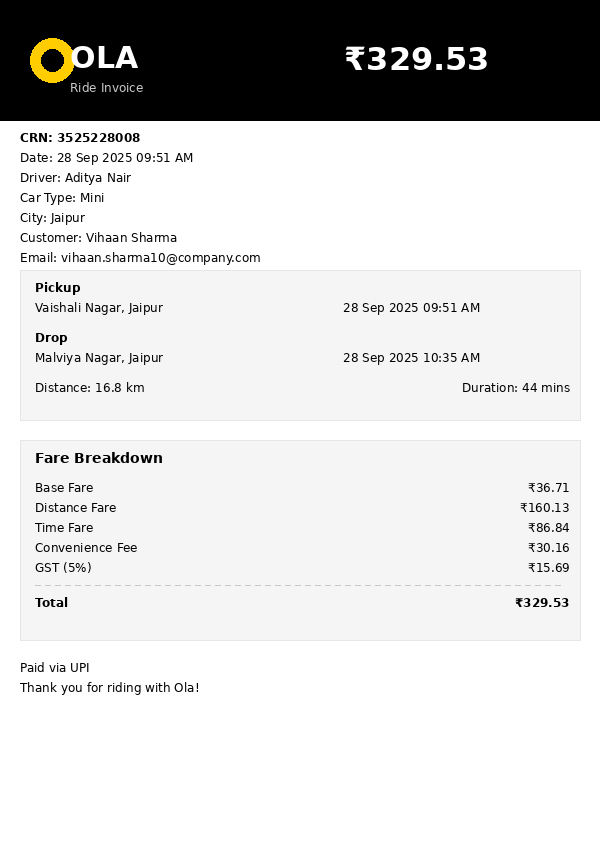 OLA
₹329.53
Ride Invoice
CRN: 3525228008
Date: 28 Sep 2025 09:51 AM
Driver: Aditya Nair
Car Type: Mini
City: Jaipur
Customer: Vihaan Sharma
Email: vihaan.sharma10@company.com
Pickup
Vaishali Nagar, Jaipur 28 Sep 2025 09:51 AM
Drop
Malviya Nagar, Jaipur 28 Sep 2025 10:35 AM
Distance: 16.8 km Duration: 44 mins
Fare Breakdown
Base Fare ₹36.71
Distance Fare ₹160.13
Time Fare ₹86.84
Convenience Fee ₹30.16
GST (5%) ₹15.69
Total ₹329.53
Paid via UPI
Thank you for riding with Ola!